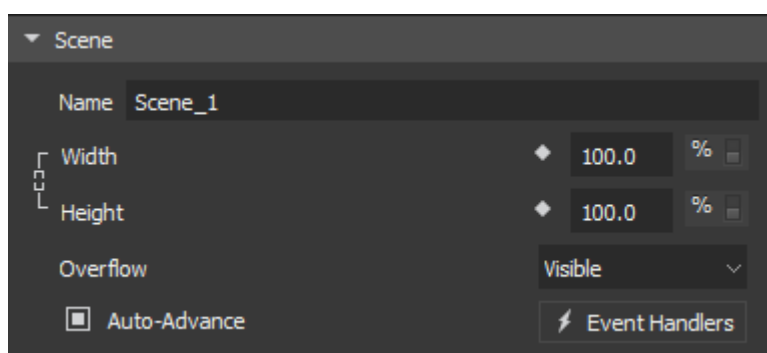 Scene
Name Scene_1
Width 100.0 %
Height 100.0 %
Overflow Visible
Auto-Advance Event Handlers